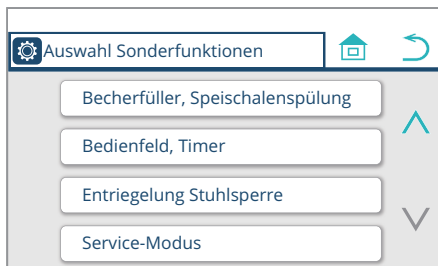 Auswahl Sonderfunktionen
Becherfüller, Speischalenspülung
Bedienfeld, Timer
Entriegelung Stuhlsperre
Service-Modus